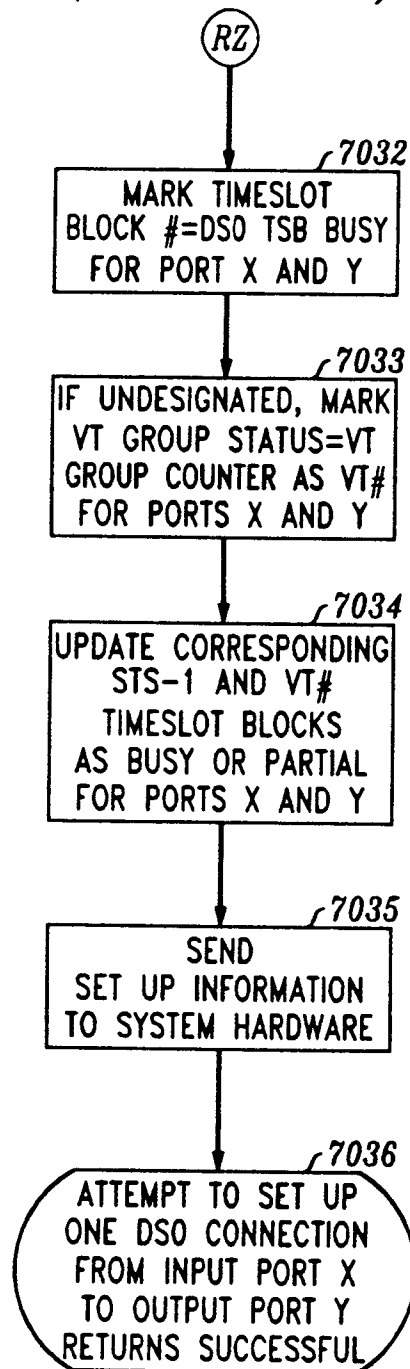 RZ
7032
MARK TIMESLOT
BLOCK #=DS0 TSB BUSY
FOR PORT X AND Y
7033
IF UNDESIGNATED, MARK
VT GROUP STATUS=VT
GROUP COUNTER AS VT#
FOR PORTS X AND Y
7034
UPDATE CORRESPONDING
STS-1 AND VT#
TIMESLOT BLOCKS
AS BUSY OR PARTIAL
FOR PORTS X AND Y
7035
SEND
SET UP INFORMATION
TO SYSTEM HARDWARE
7036
ATTEMPT TO SET UP
ONE DS0 CONNECTION
FROM INPUT PORT X
TO OUTPUT PORT Y
RETURNS SUCCESSFUL